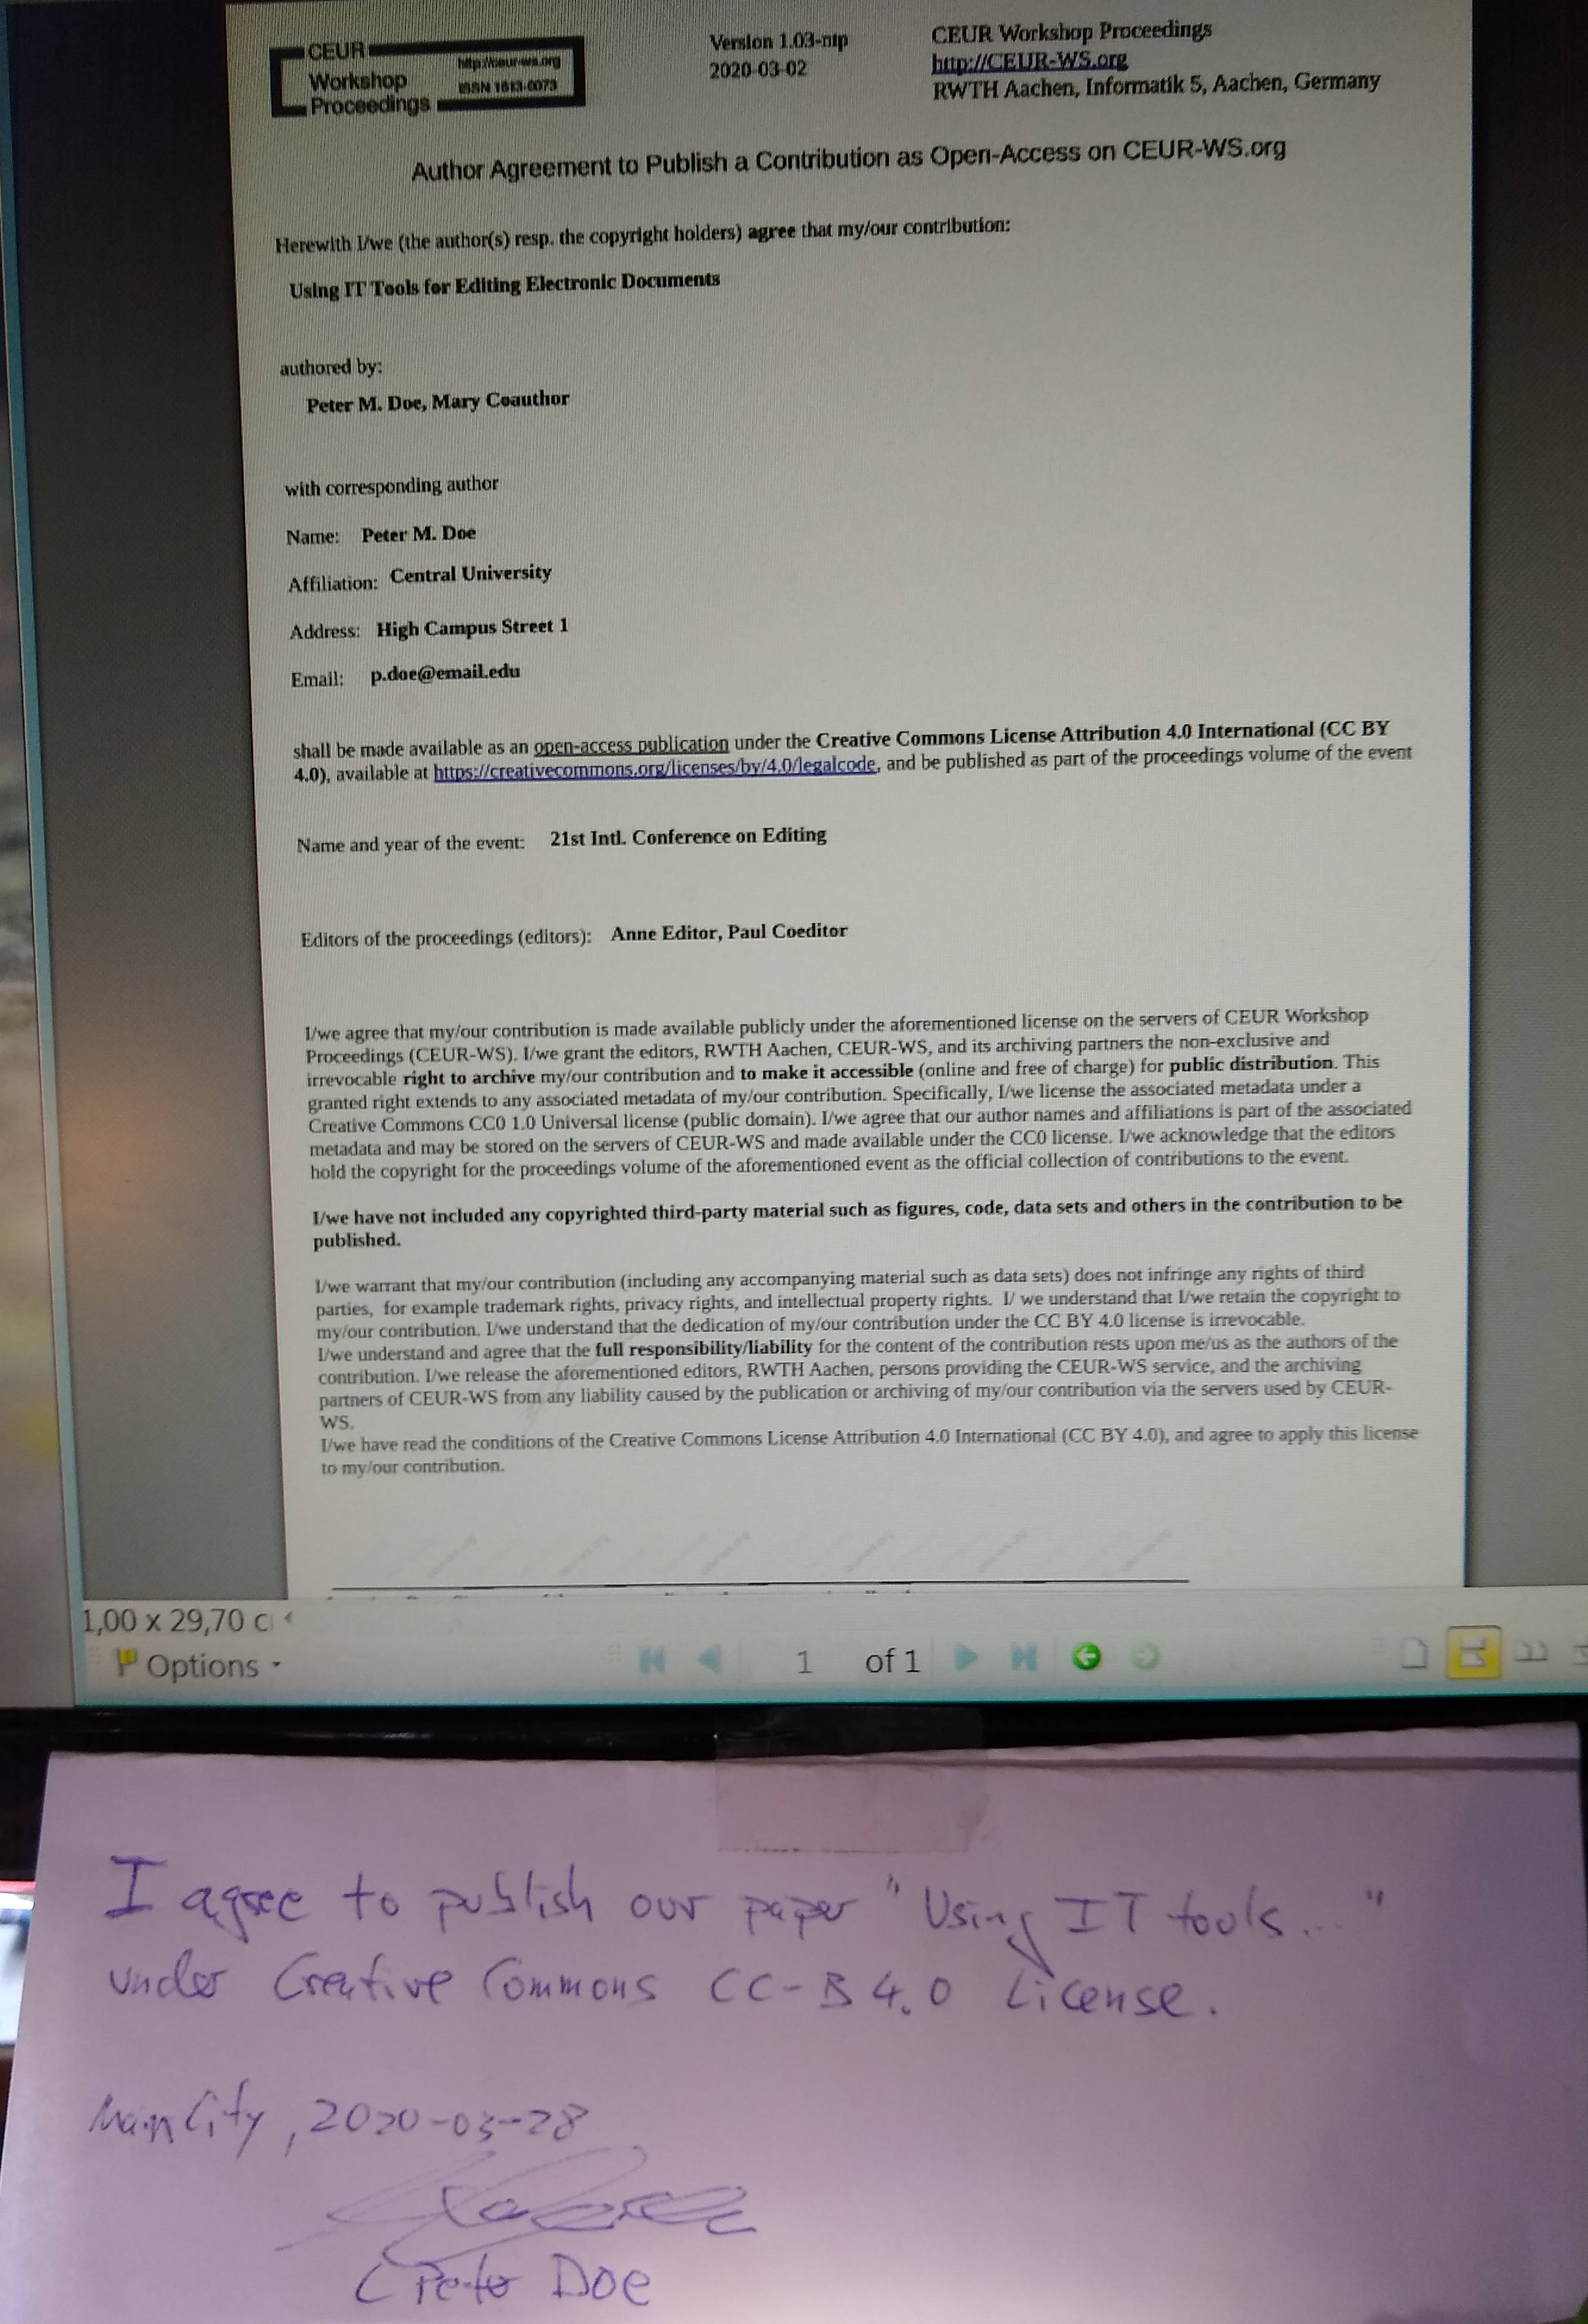 CEUR
Workshop
Proceedings
http://ceur-ws.org
ISSN 1613-0073
Version 1.03-ntp
2020-03-02
CEUR Workshop Proceedings
http://CEUR-WS.org
RWTH Aachen, Informatik 5, Aachen, Germany
Author Agreement to Publish a Contribution as Open-Access on CEUR-WS.org
Herewith I/we (the author(s) resp. the copyright holders) agree that my/our contribution:
Using IT Tools for Editing Electronic Documents
authored by:
Peter M. Doe, Mary Coauthor
with corresponding author
Name: Peter M. Doe
Affiliation: Central University
Address: High Campus Street 1
Email: p.doe@email.edu
shall be made available as an open-access publication under the Creative Commons License Attribution 4.0 International (CC BY
4.0), available at https://creativecommons.org/licenses/by/4.0/legalcode, and be published as part of the proceedings volume of the event
Name and year of the event: 21st Intl. Conference on Editing
Editors of the proceedings (editors): Anne Editor, Paul Coeditor
I/we agree that my/our contribution is made available publicly under the aforementioned license on the servers of CEUR Workshop
Proceedings (CEUR-WS). I/we grant the editors, RWTH Aachen, CEUR-WS, and its archiving partners the non-exclusive and
irrevocable right to archive my/our contribution and to make it accessible (online and free of charge) for public distribution. This
granted right extends to any associated metadata of my/our contribution. Specifically, I/we license the associated metadata under a
Creative Commons CC0 1.0 Universal license (public domain). I/we agree that our author names and affiliations is part of the associated
metadata and may be stored on the servers of CEUR-WS and made available under the CC0 license. I/we acknowledge that the editors
hold the copyright for the proceedings volume of the aforementioned event as the official collection of contributions to the event.
I/we have not included any copyrighted third-party material such as figures, code, data sets and others in the contribution to be
published.
I/we warrant that my/our contribution (including any accompanying material such as data sets) does not infringe any rights of third
parties, for example trademark rights, privacy rights, and intellectual property rights. I/ we understand that I/we retain the copyright to
my/our contribution. I/we understand that the dedication of my/our contribution under the CC BY 4.0 license is irrevocable.
I/we understand and agree that the full responsibility/liability for the content of the contribution rests upon me/us as the authors of the
contribution. I/we release the aforementioned editors, RWTH Aachen, persons providing the CEUR-WS service, and the archiving
partners of CEUR-WS from any liability caused by the publication or archiving of my/our contribution via the servers used by CEUR-
WS.
I/we have read the conditions of the Creative Commons License Attribution 4.0 International (CC BY 4.0), and agree to apply this license
to my/our contribution.
1,00 x 29,70 c
Options
1 of 1
I agree to publish our paper "Using IT tools..."
under Creative Commons CC-B 4.0 License.
Main City, 2020-03-28
(Peter Doe